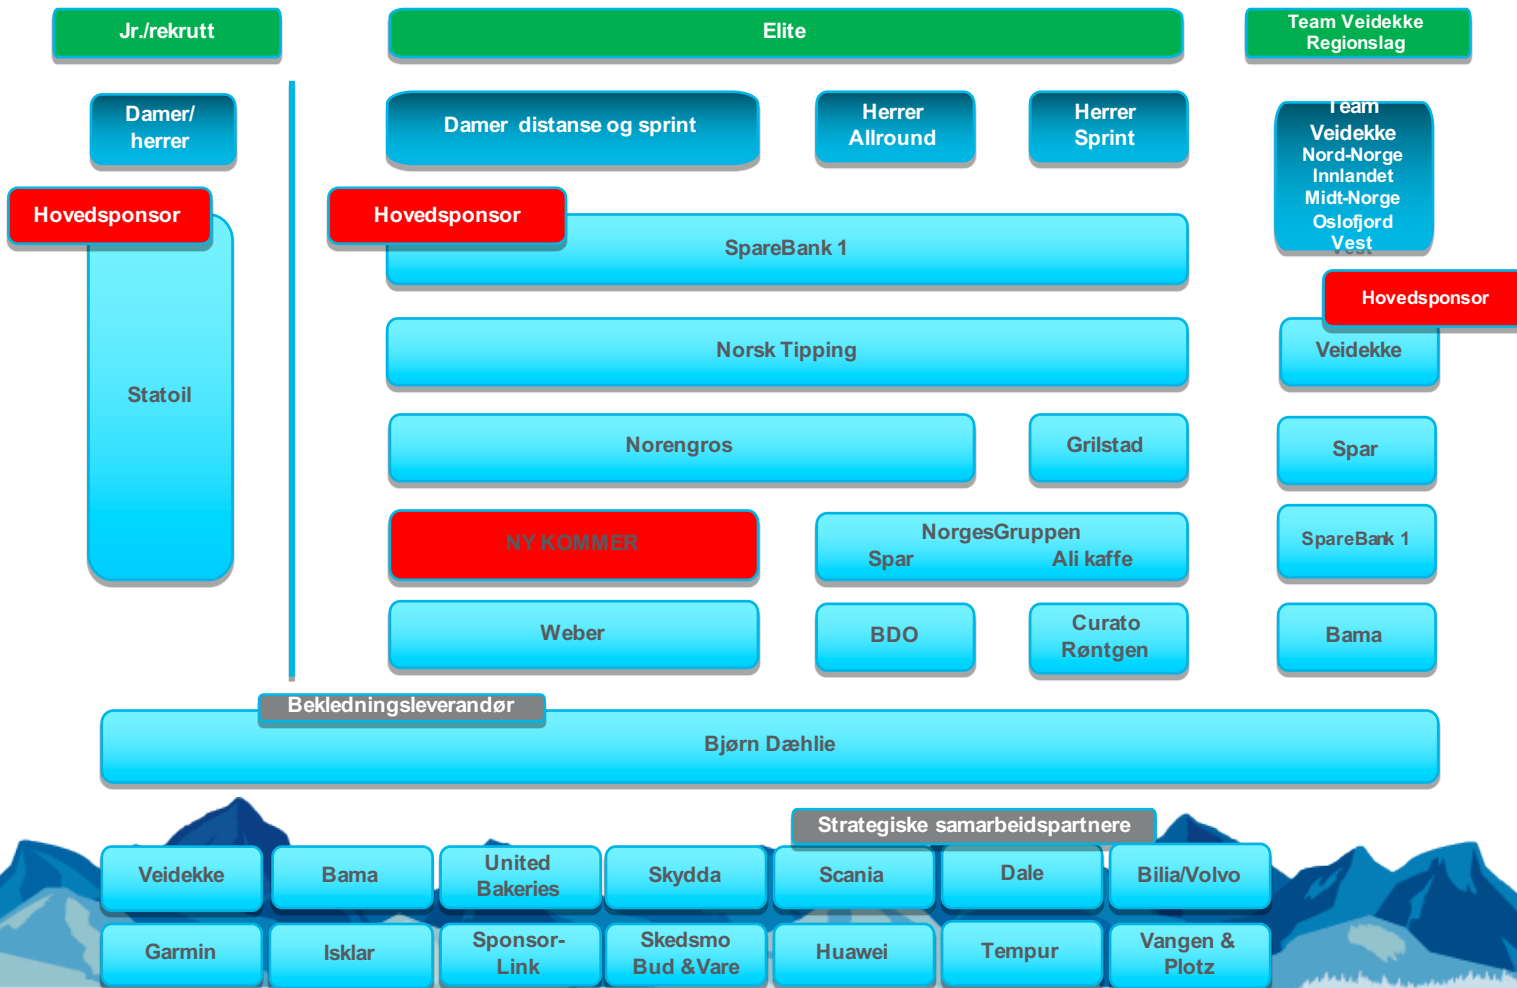 Jr./rekrutt
Elite
Team Veidekke
Regionslag
Damer/
herrer
Damer distanse og sprint
Herrer
Allround
Herrer
Sprint
Team
Veidekke
Nord-Norge
Innlandet
Midt-Norge
Oslofjord
Vest
Hovedsponsor
Hovedsponsor
SpareBank 1
Hovedsponsor
Statoil
Norsk Tipping
Veidekke
Norengros
Grilstad
Spar
NY KOMMER
NorgesGruppen
Spar Ali kaffe
SpareBank 1
Weber
BDO
Curato
Røntgen
Bama
Bekledningsleverandør
Bjørn Dæhlie
Strategiske samarbeidspartnere
Veidekke
Bama
United
Bakeries
Skydda
Scania
Dale
Bilia/Volvo
Garmin
Isklar
Sponsor-
Link
Skedsmo
Bud &Vare
Huawei
Tempur
Vangen &
Plotz